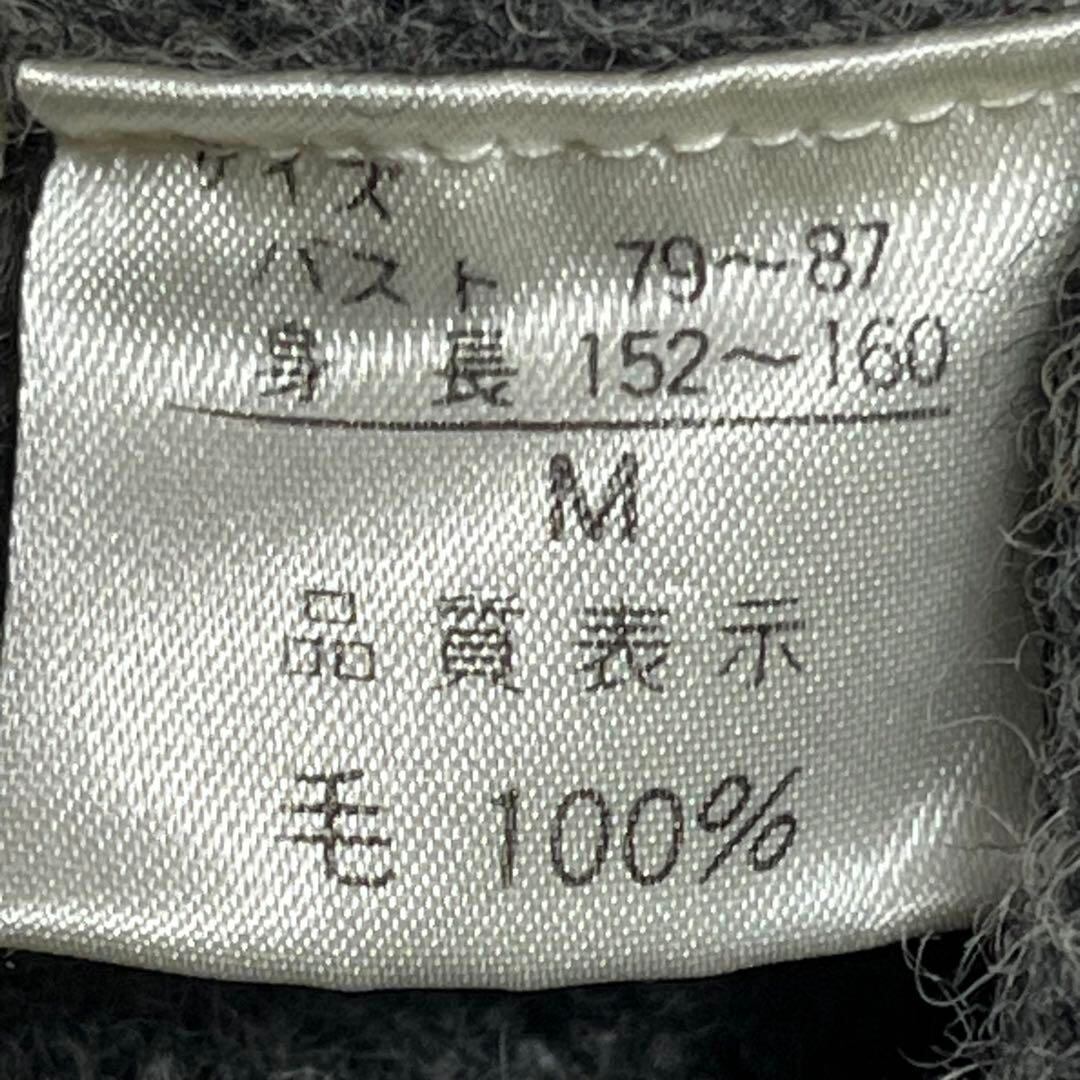 サイズ
バスト 79～87
身長 152～160
M
品質表示
毛 100%